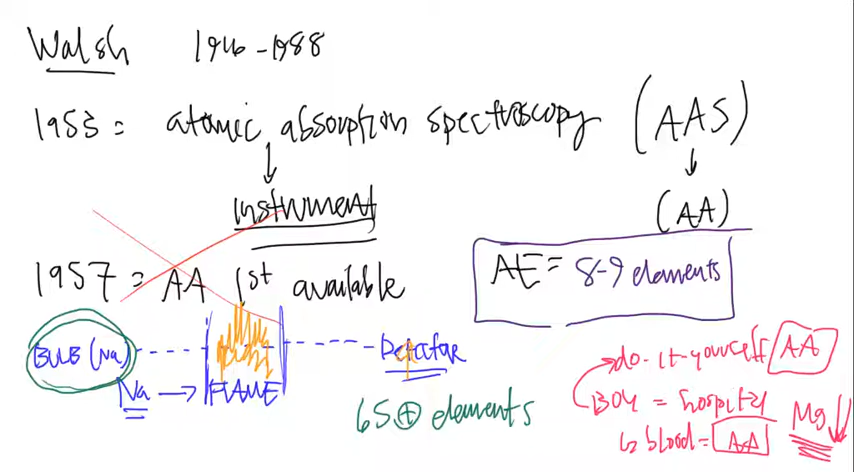 Walsh 1916-1988
1953 = atomic absorption spectroscopy (AAS)
instrument
(AA)
1957 = AA 1st available
AE = 8-9 elements
BULB (Na)
Detector
Na → FLAME
65 + elements
do-it-yourself AA
BOY = hospital
blood = AA
Mg ↓